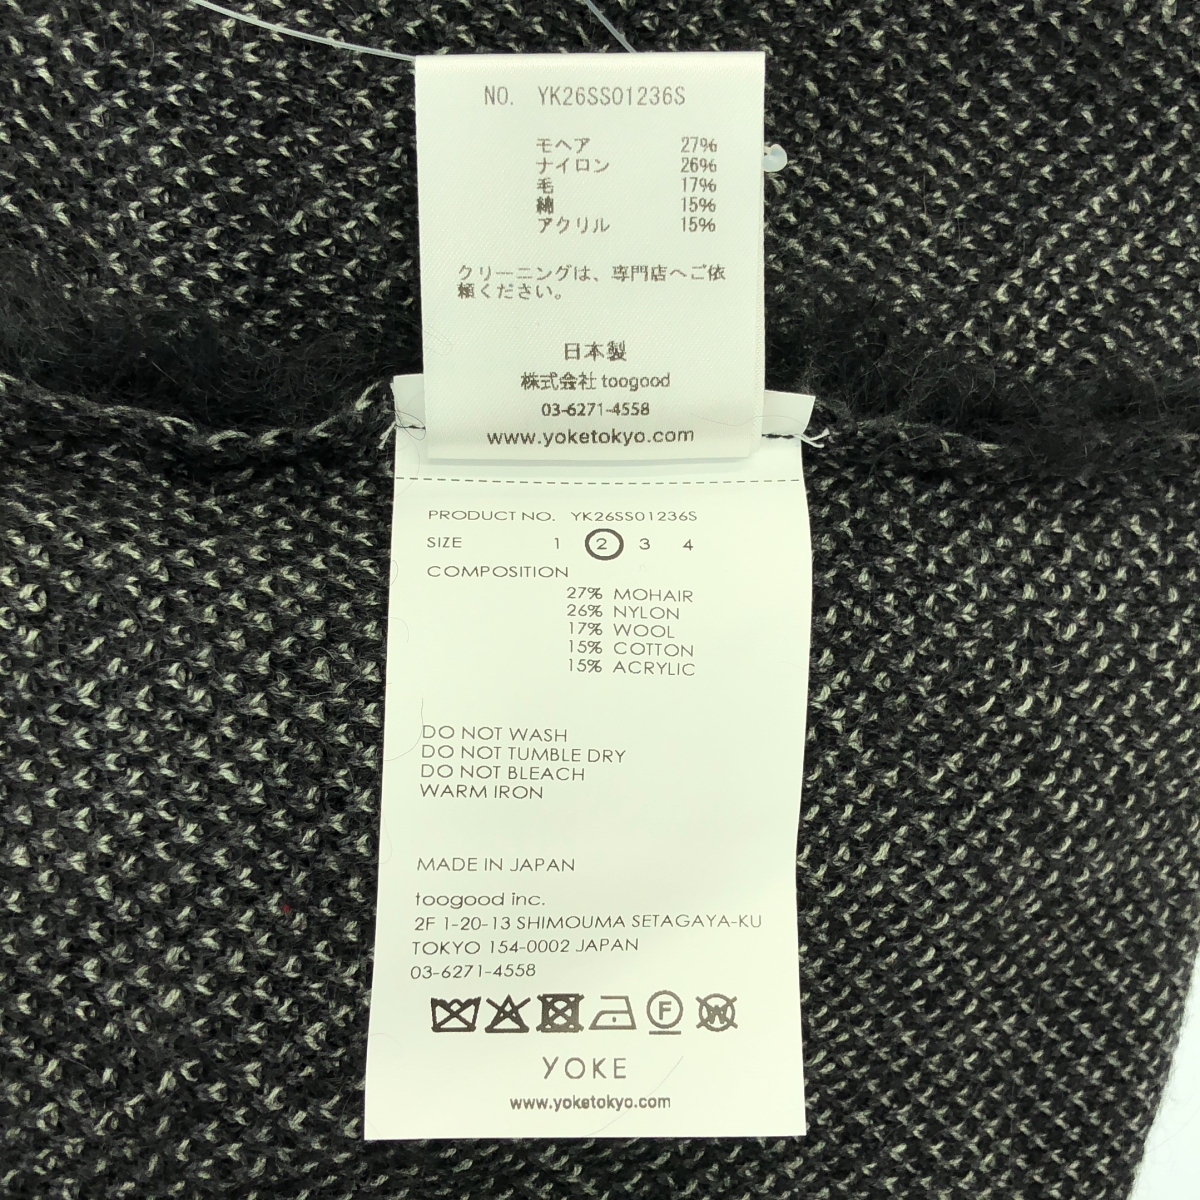 NO. YK26SS01236S
モヘア 27%
ナイロン 26%
毛 17%
綿 15%
アクリル 15%
クリーニングは、専門店へご依
頼ください。
日本製
株式会社 toogood
03-6271-4558
www.yoketokyo.com
PRODUCT NO. YK26SS01236S
SIZE 1 2 3 4
COMPOSITION
27% MOHAIR
26% NYLON
17% WOOL
15% COTTON
15% ACRYLIC
DO NOT WASH
DO NOT TUMBLE DRY
DO NOT BLEACH
WARM IRON
MADE IN JAPAN
toogood inc.
2F 1-20-13 SHIMOUMA SETAGAYA-KU
TOKYO 154-0002 JAPAN
03-6271-4558
F W
YOKE
www.yoketokyo.com